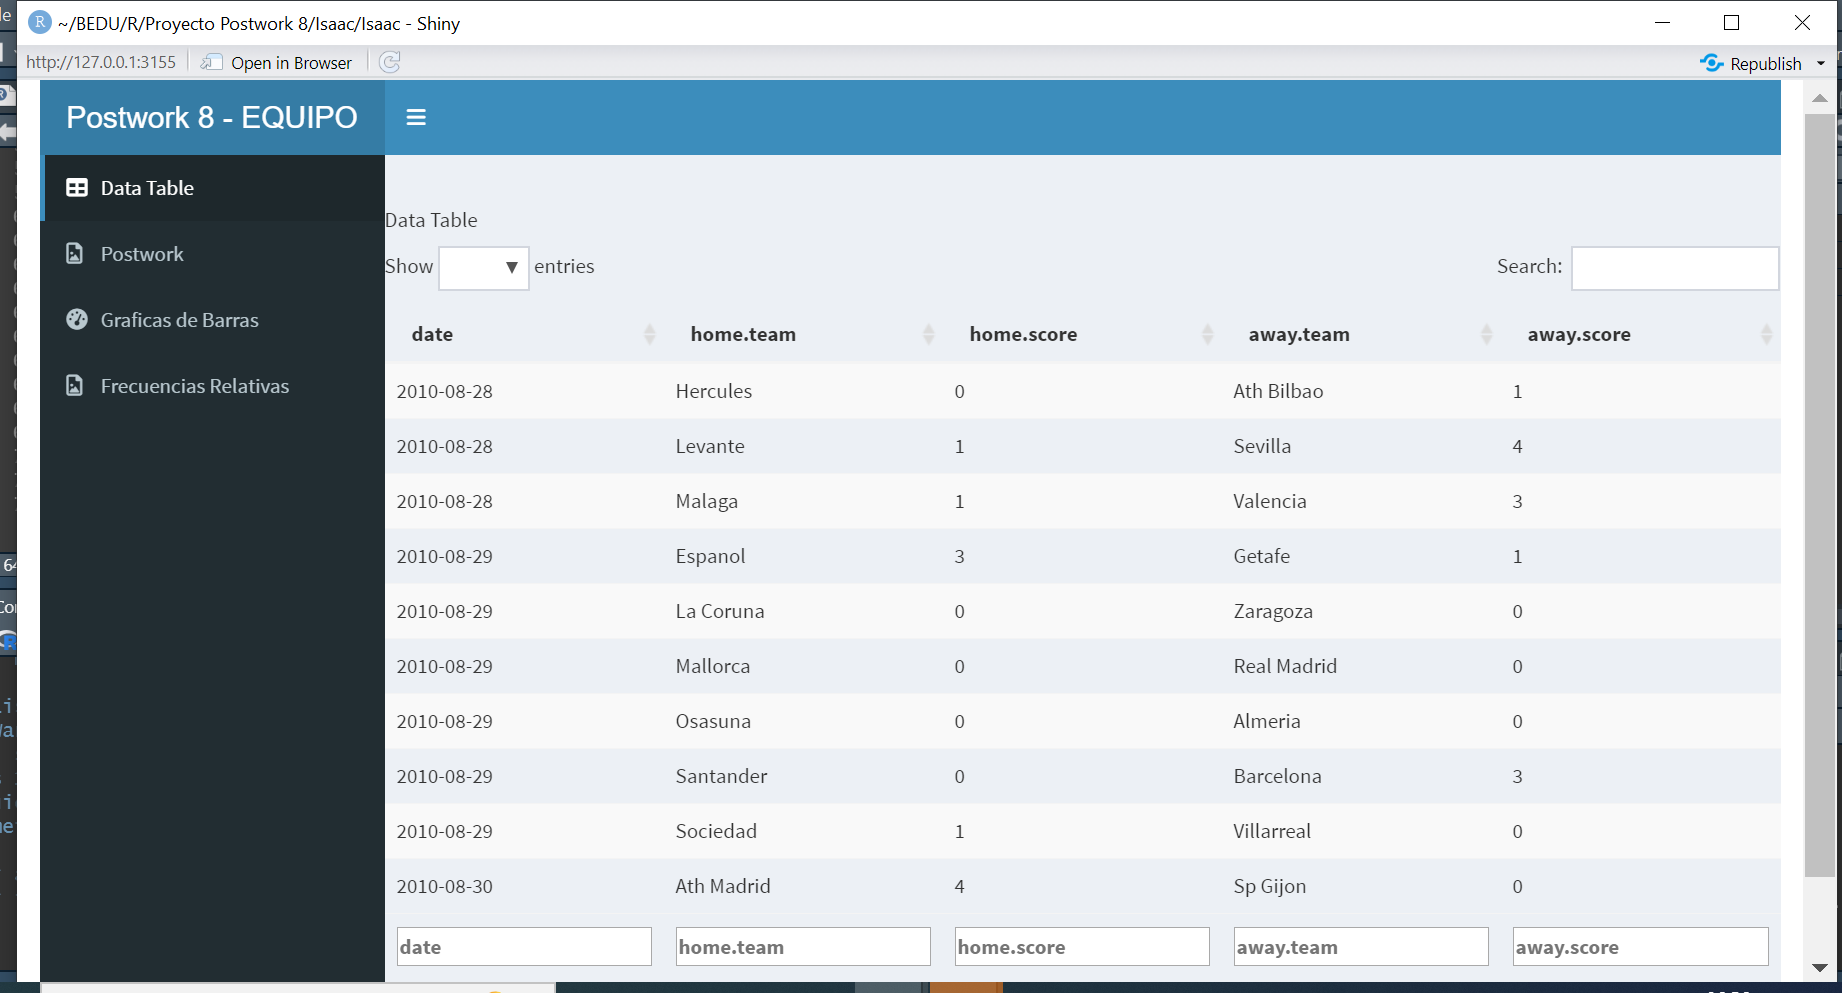 ~/BEDU/R/Proyecto Postwork 8/Isaac/Isaac - Shiny
http://127.0.0.1:3155 Open in Browser Republish
Postwork 8 - EQUIPO
Data Table
Postwork
Graficas de Barras
Frecuencias Relativas
Data Table
Show entries Search:
date home.team home.score away.team away.score
2010-08-28 Hercules 0 Ath Bilbao 1
2010-08-28 Levante 1 Sevilla 4
2010-08-28 Malaga 1 Valencia 3
2010-08-29 Espanol 3 Getafe 1
2010-08-29 La Coruna 0 Zaragoza 0
2010-08-29 Mallorca 0 Real Madrid 0
2010-08-29 Osasuna 0 Almeria 0
2010-08-29 Santander 0 Barcelona 3
2010-08-29 Sociedad 1 Villarreal 0
2010-08-30 Ath Madrid 4 Sp Gijon 0
date home.team home.score away.team away.score